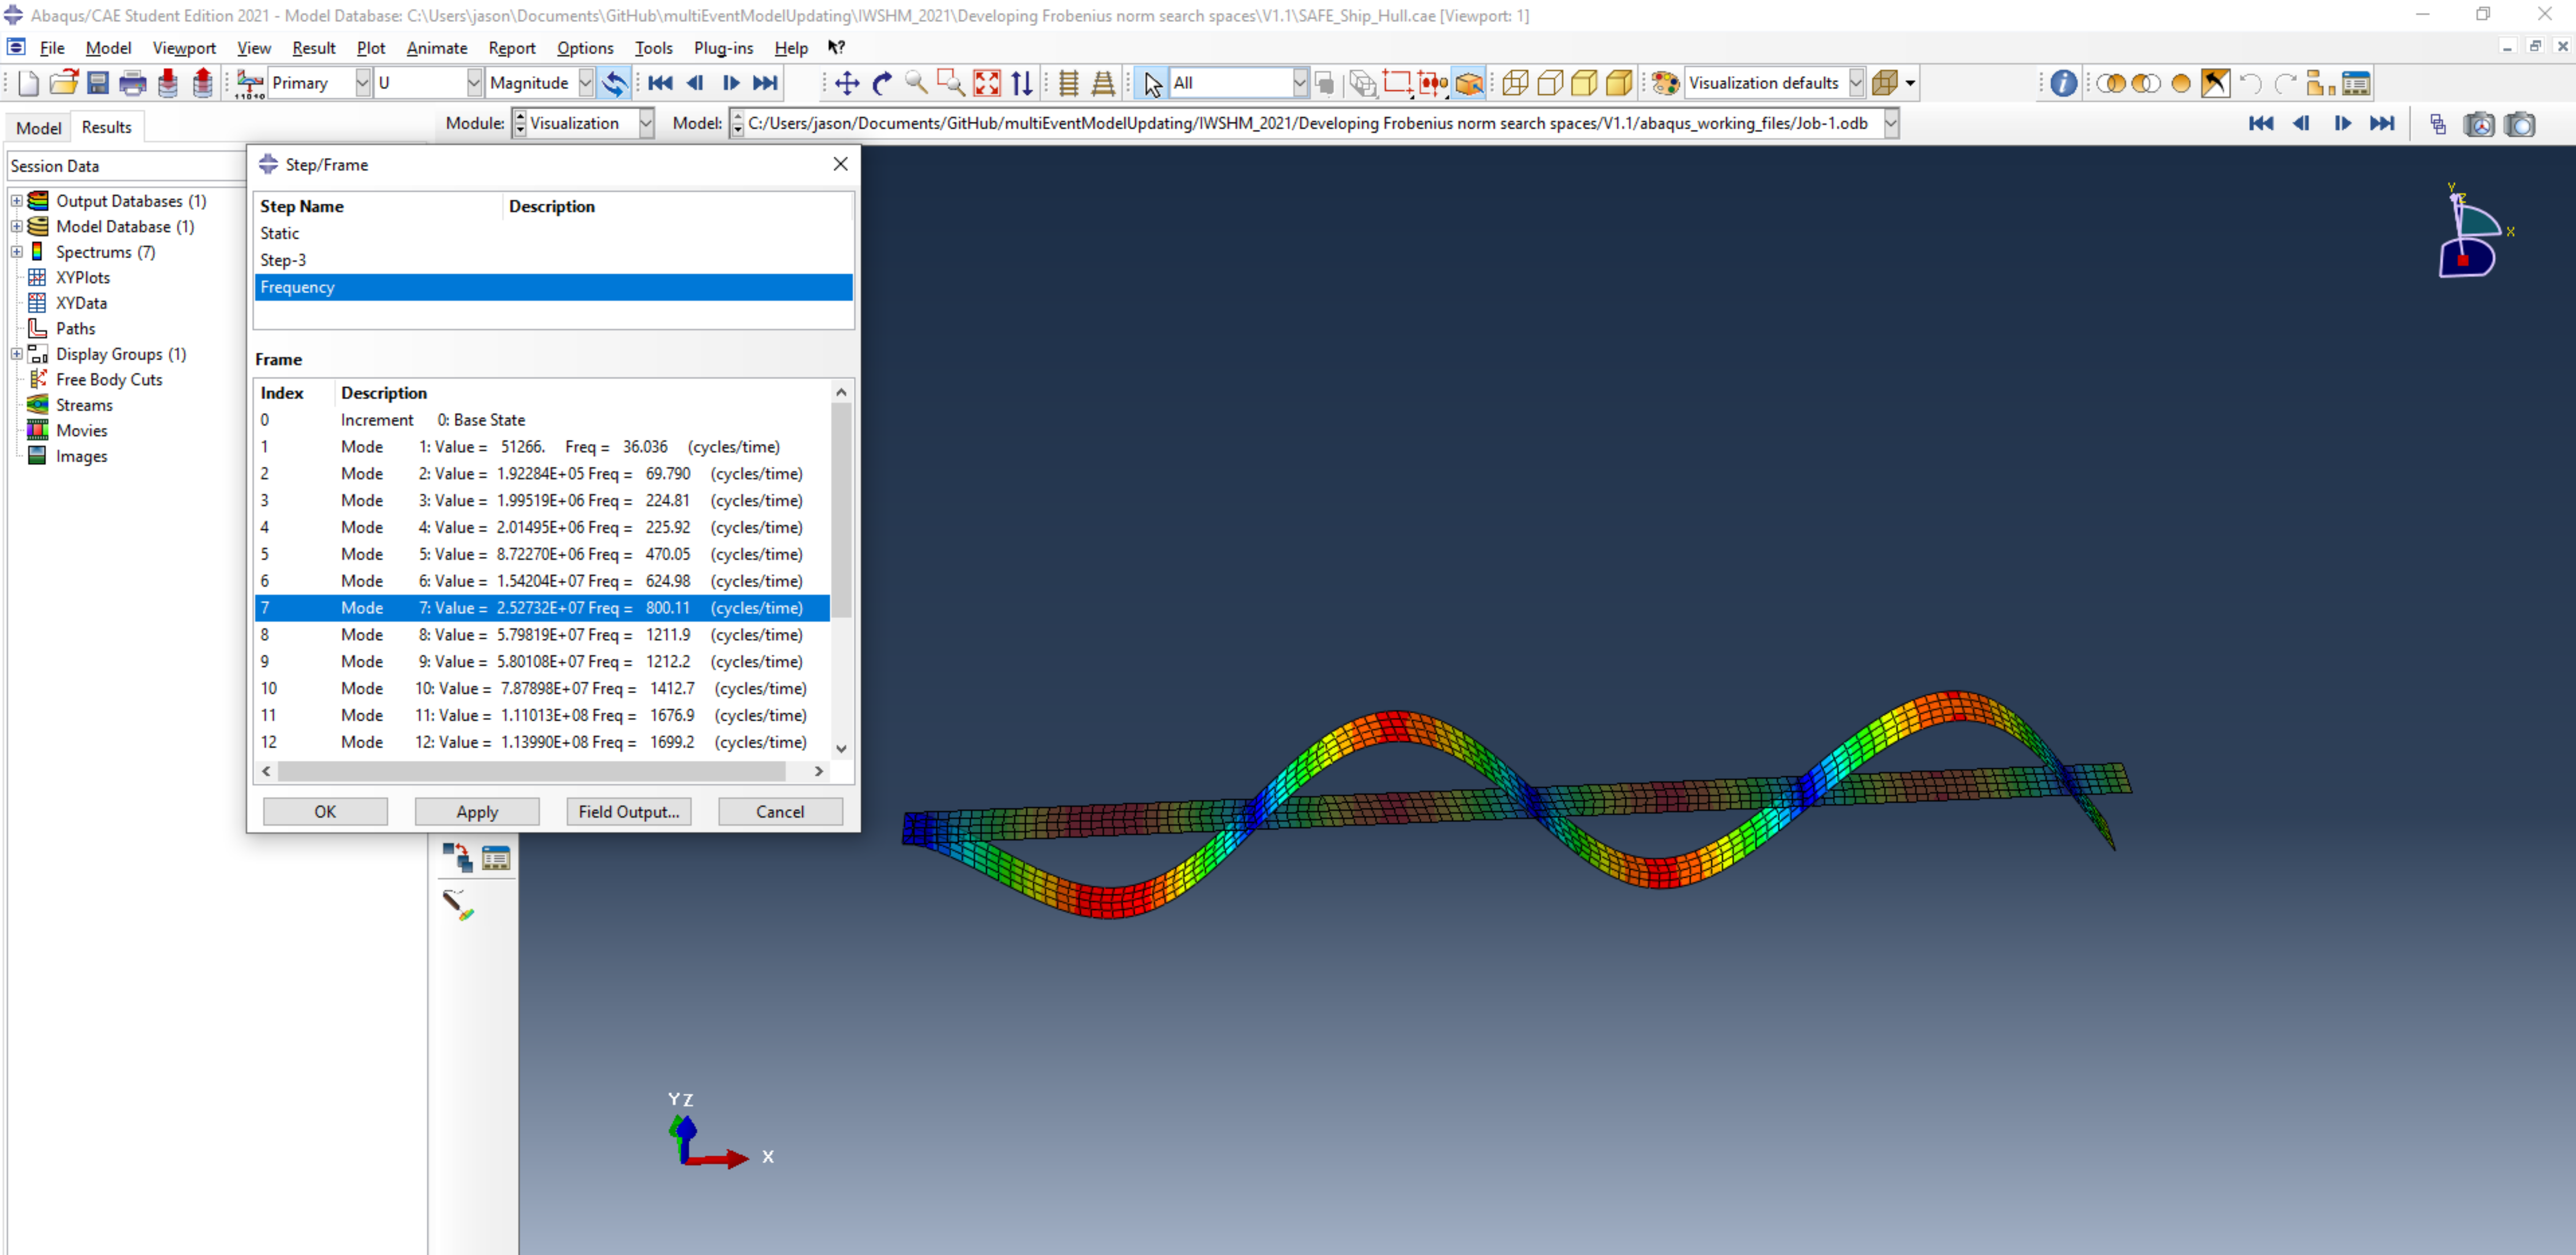 Abaqus/CAE Student Edition 2021 - Model Database: C:\Users\jason\Documents\GitHub\multiEventModelUpdating\IWSHM_2021\Developing Frobenius norm search spaces\V1.1\SAFE_Ship_Hull.cae [Viewport: 1]
File Model Viewport View Result Plot Animate Report Options Tools Plug-ins Help
Primary U Magnitude All Visualization defaults
Model Results Module: Visualization Model: C:/Users/jason/Documents/GitHub/multiEventModelUpdating/IWSHM_2021/Developing Frobenius norm search spaces/V1.1/abaqus_working_files/Job-1.odb
Session Data
Output Databases (1)
Model Database (1)
Spectrums (7)
XYPlots
XYData
Paths
Display Groups (1)
Free Body Cuts
Streams
Movies
Images
Step/Frame
Step Name Description
Static
Step-3
Frequency
Frame
Index Description
0 Increment 0: Base State
1 Mode 1: Value = 51266. Freq = 36.036 (cycles/time)
2 Mode 2: Value = 1.92284E+05 Freq = 69.790 (cycles/time)
3 Mode 3: Value = 1.99519E+06 Freq = 224.81 (cycles/time)
4 Mode 4: Value = 2.01495E+06 Freq = 225.92 (cycles/time)
5 Mode 5: Value = 8.72270E+06 Freq = 470.05 (cycles/time)
6 Mode 6: Value = 1.54204E+07 Freq = 624.98 (cycles/time)
7 Mode 7: Value = 2.52732E+07 Freq = 800.11 (cycles/time)
8 Mode 8: Value = 5.79819E+07 Freq = 1211.9 (cycles/time)
9 Mode 9: Value = 5.80108E+07 Freq = 1212.2 (cycles/time)
10 Mode 10: Value = 7.87898E+07 Freq = 1412.7 (cycles/time)
11 Mode 11: Value = 1.11013E+08 Freq = 1676.9 (cycles/time)
12 Mode 12: Value = 1.13990E+08 Freq = 1699.2 (cycles/time)
OK Apply Field Output... Cancel
Y
Z
X
Y Z
X